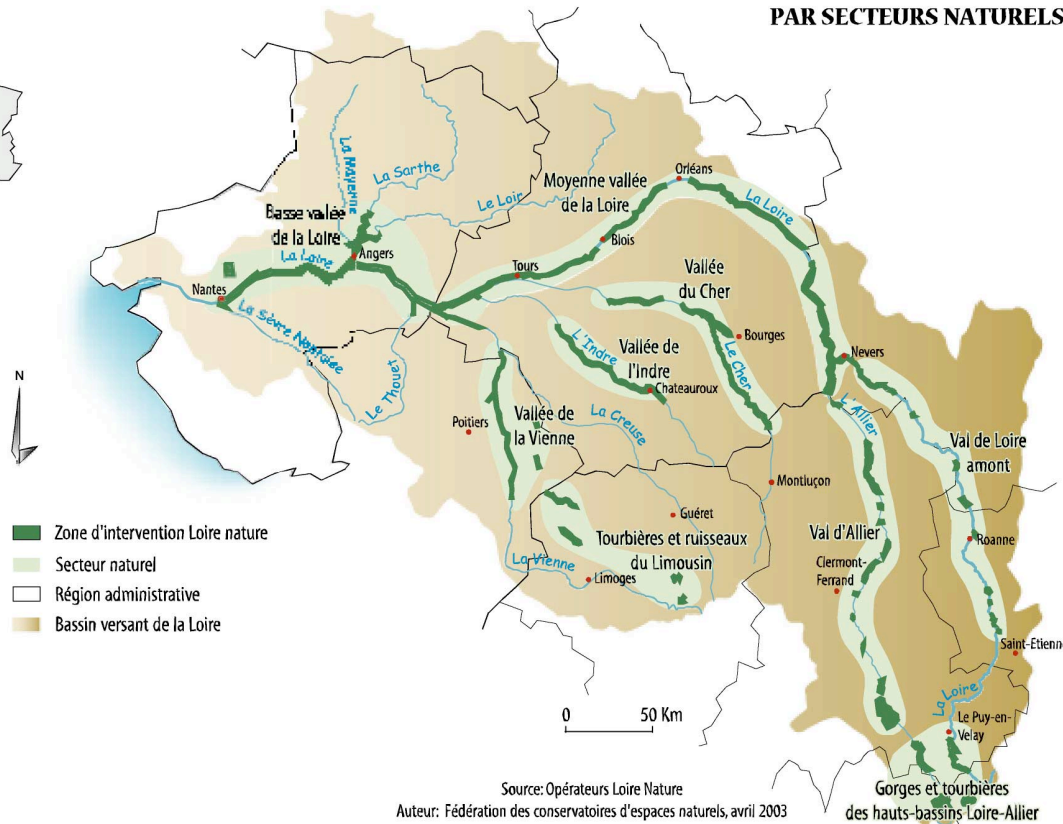 PAR SECTEURS NATURELS
La Mayenne
La Sarthe
Le Loir
Basse vallée
de la Loire
La Loire
Angers
Nantes
La Sèvre Nantaise
Le Thouet
Moyenne vallée
de la Loire
Orléans
La Loire
Blois
Tours
Vallée
du Cher
Bourges
Le Cher
L'Indre
Vallée de
l'Indre
Chateauroux
Nevers
L'Allier
La Creuse
Poitiers
Vallée de
la Vienne
Val de Loire
amont
Montluçon
Guéret
Tourbières et ruisseaux
du Limousin
La Vienne
Limoges
Val d'Allier
Clermont-
Ferrand
Roanne
Saint-Etienne
La Loire
Le Puy-en-
Velay
Gorges et tourbières
des hauts-bassins Loire-Allier
N
Zone d'intervention Loire nature
Secteur naturel
Région administrative
Bassin versant de la Loire
0 50 Km
Source: Opérateurs Loire Nature
Auteur: Fédération des conservatoires d'espaces naturels, avril 2003